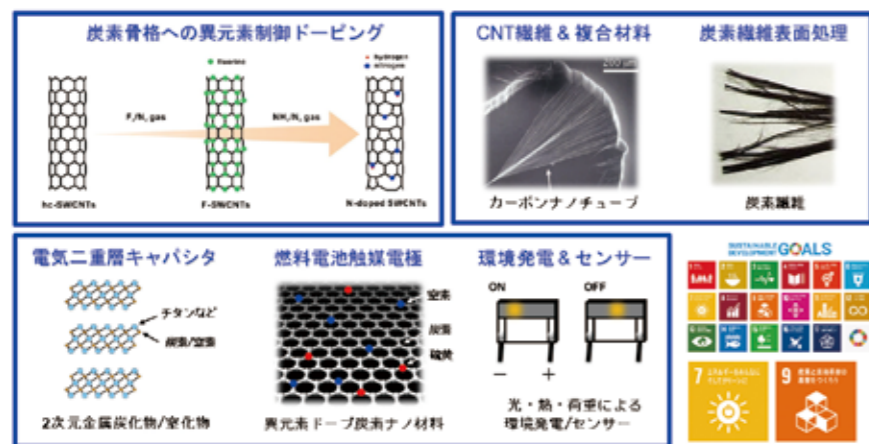 炭素骨格への異元素制御ドーピング
fluorine
hydrogen
nitrogen
F₂/N₂ gas
NH₃/N₂ gas
hc-SWCNTs
F-SWCNTs
N-doped SWCNTs
CNT繊維 & 複合材料
200 μm
カーボンナノチューブ
炭素繊維表面処理
炭素繊維
電気二重層キャパシタ
チタンなど
炭素/窒素
2次元金属炭化物/窒化物
燃料電池触媒電極
窒素
炭素
硫黄
異元素ドープ炭素ナノ材料
環境発電 & センサー
ON
OFF
− +
光・熱・荷重による
環境発電/センサー
SUSTAINABLE
DEVELOPMENT GOALS
7
9